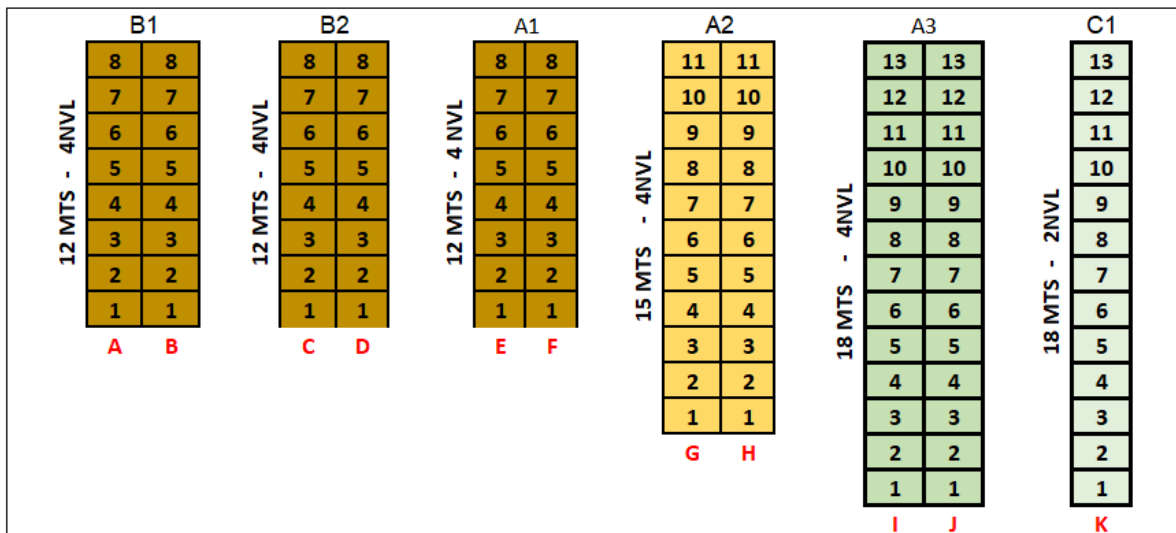 B1 B2 A1 A2 A3 C1
8 8 8 8 8 8 11 11 13 13 13
7 7 7 7 7 7 10 10 12 12 12
6 6 6 6 6 6 9 9 11 11 11
5 5 5 5 5 5 8 8 10 10 10
4 4 4 4 4 4 7 7 9 9 9
3 3 3 3 3 3 6 6 8 8 8
2 2 2 2 2 2 5 5 7 7 7
1 1 1 1 1 1 4 4 6 6 6
A B C D E F 3 3 5 5 5
2 2 4 4 4
1 1 3 3 3
G H 2 2 2
1 1 1
I J K
12 MTS - 4NVL
12 MTS - 4NVL
12 MTS - 4 NVL
15 MTS - 4NVL
18 MTS - 4NVL
18 MTS - 2NVL